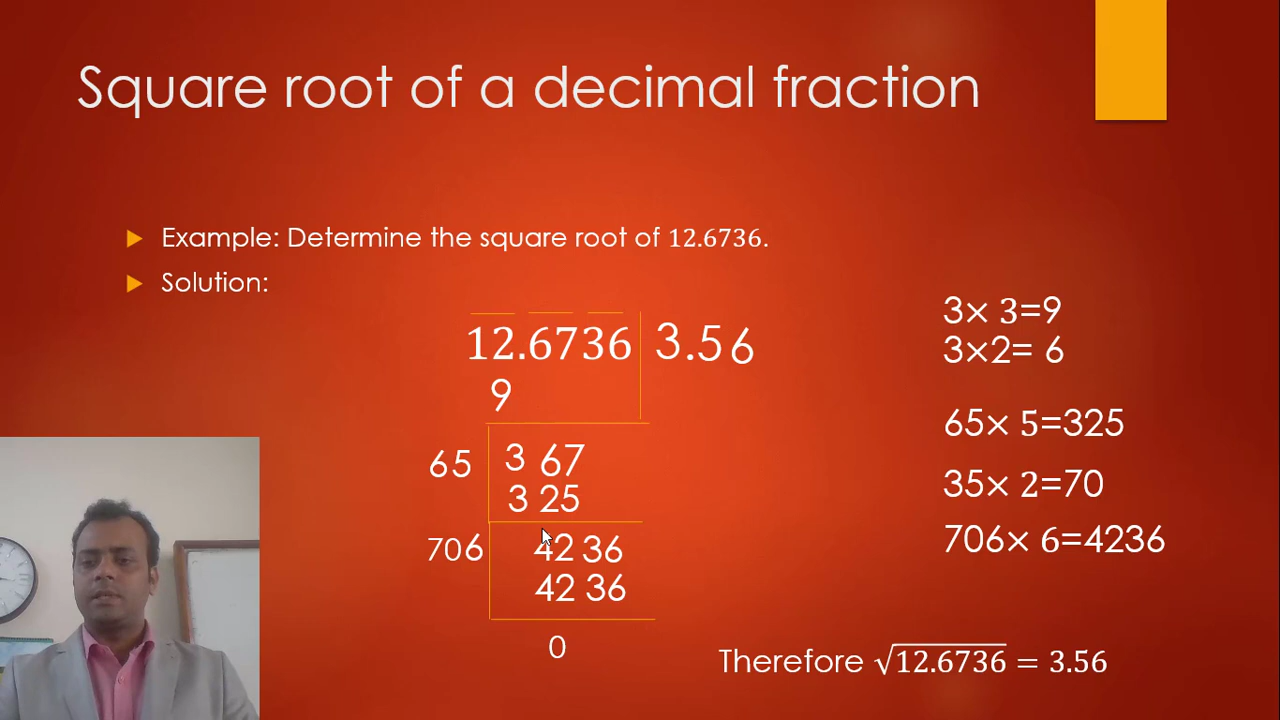 Square root of a decimal fraction
Example: Determine the square root of 12.6736.
Solution:
12.6736 3.56
9
65 3 67
3 25
706 42 36
42 36
0
3× 3=9
3×2= 6
65× 5=325
35× 2=70
706× 6=4236
Therefore √12.6736 = 3.56